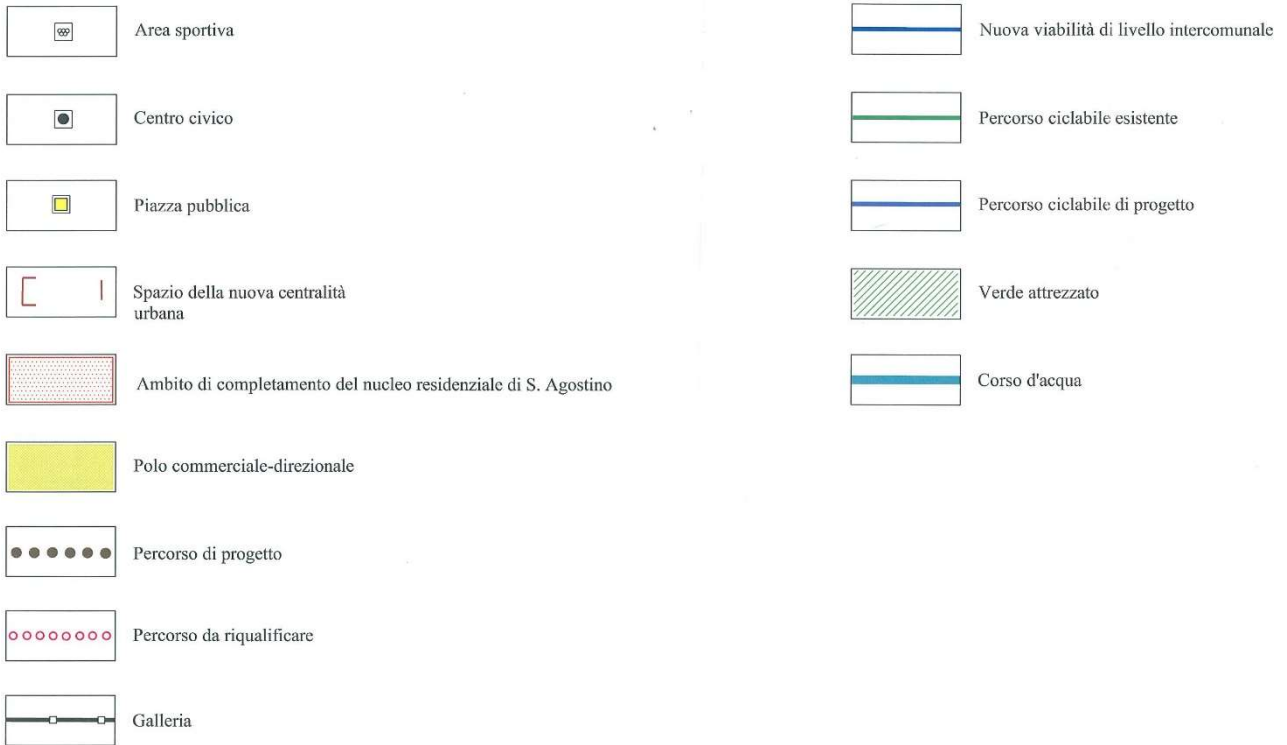 Area sportiva
Centro civico
Piazza pubblica
Spazio della nuova centralità
urbana
Ambito di completamento del nucleo residenziale di S. Agostino
Polo commerciale-direzionale
Percorso di progetto
Percorso da riqualificare
Galleria
Nuova viabilità di livello intercomunale
Percorso ciclabile esistente
Percorso ciclabile di progetto
Verde attrezzato
Corso d'acqua